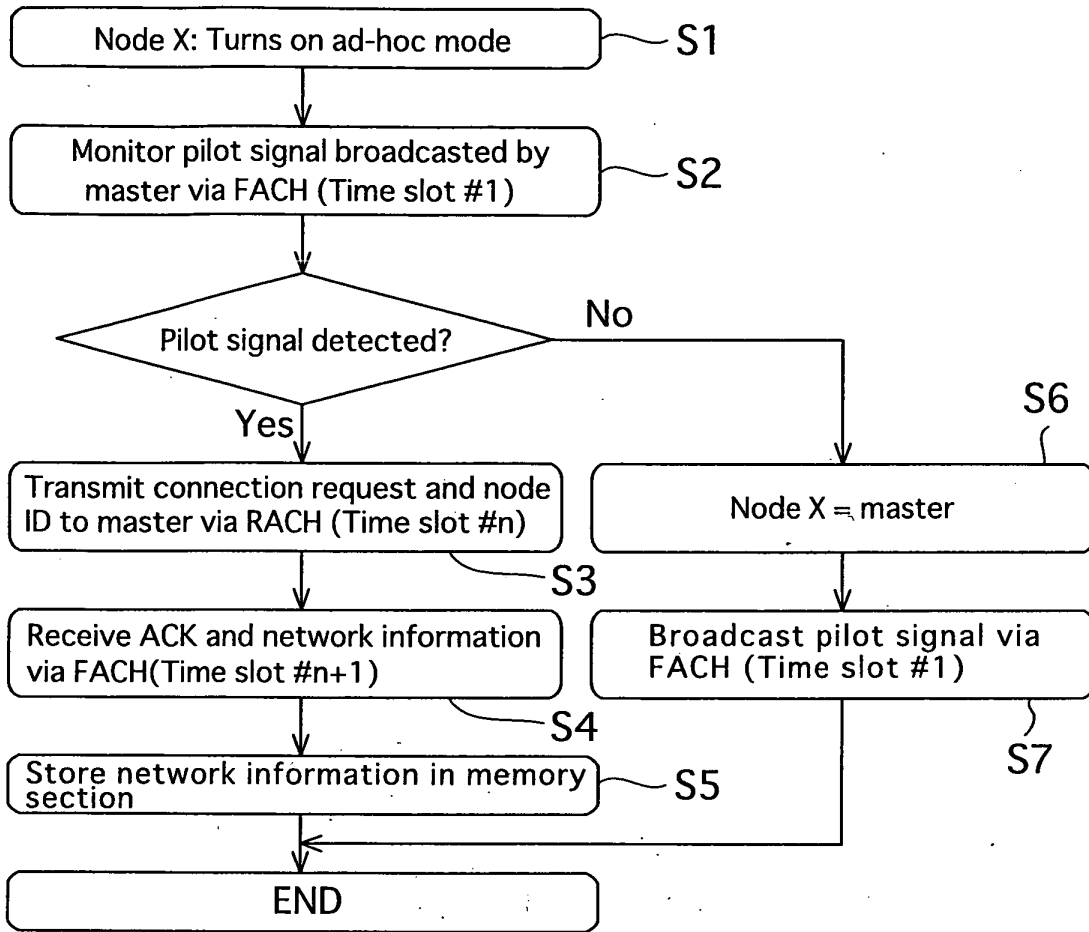 Node X: Turns on ad-hoc mode
S1
Monitor pilot signal broadcasted by
master via FACH (Time slot #1)
S2
Pilot signal detected?
No
Yes
S6
Transmit connection request and node
ID to master via RACH (Time slot #n)
S3
Node X = master
Receive ACK and network information
via FACH(Time slot #n+1)
S4
Broadcast pilot signal via
FACH (Time slot #1)
S7
Store network information in memory
section
S5
END